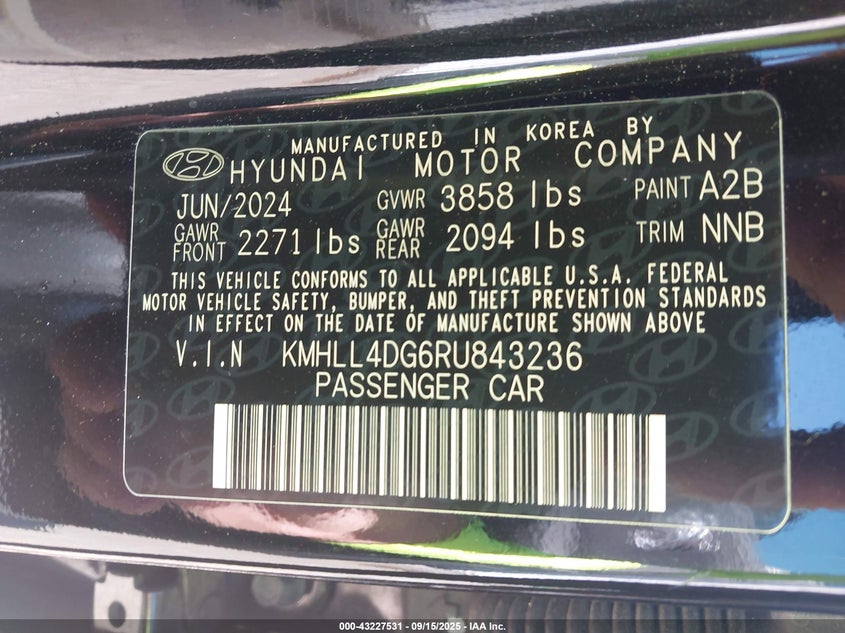 MANUFACTURED IN KOREA BY
HYUNDAI MOTOR COMPANY
JUN/2024 GVWR 3858 lbs PAINT A2B
GAWR FRONT 2271 lbs GAWR REAR 2094 lbs TRIM NNB
THIS VEHICLE CONFORMS TO ALL APPLICABLE U.S.A. FEDERAL
MOTOR VEHICLE SAFETY, BUMPER, AND THEFT PREVENTION STANDARDS
IN EFFECT ON THE DATE OF MANUFACTURE SHOWN ABOVE
V.I.N KMHLL4DG6RU843236
PASSENGER CAR
000-43227531 - 09/15/2025 - IAA Inc.